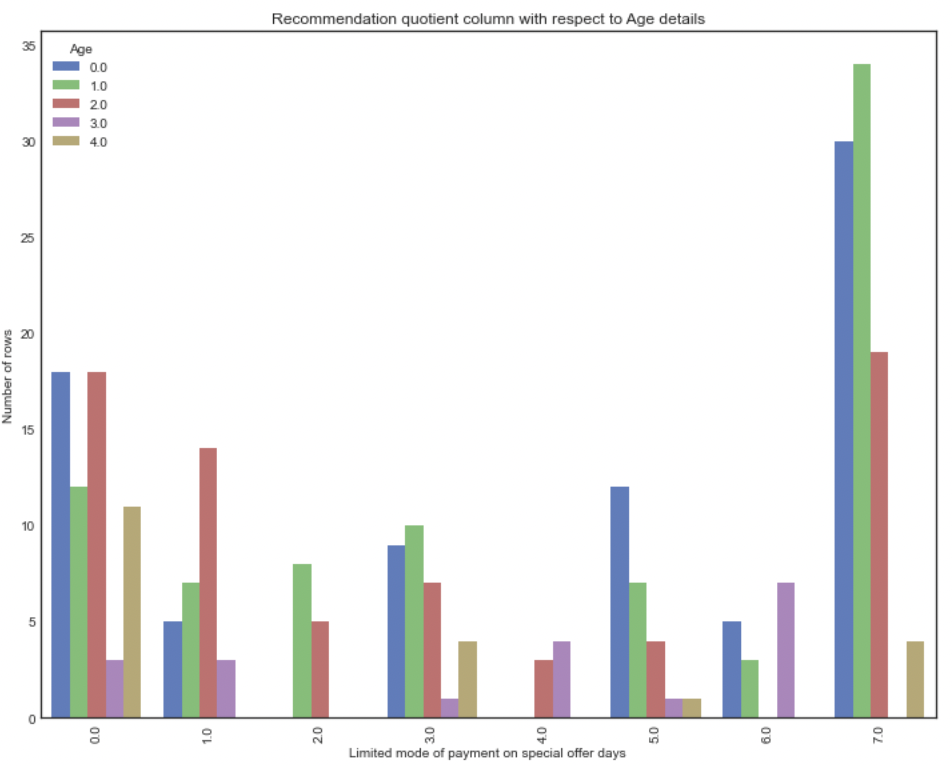 Recommendation quotient column with respect to Age details
Age
0.0
1.0
2.0
3.0
4.0
35
30
25
20
15
10
5
0
Number of rows
0.0 1.0 2.0 3.0 4.0 5.0 6.0 7.0
Limited mode of payment on special offer days